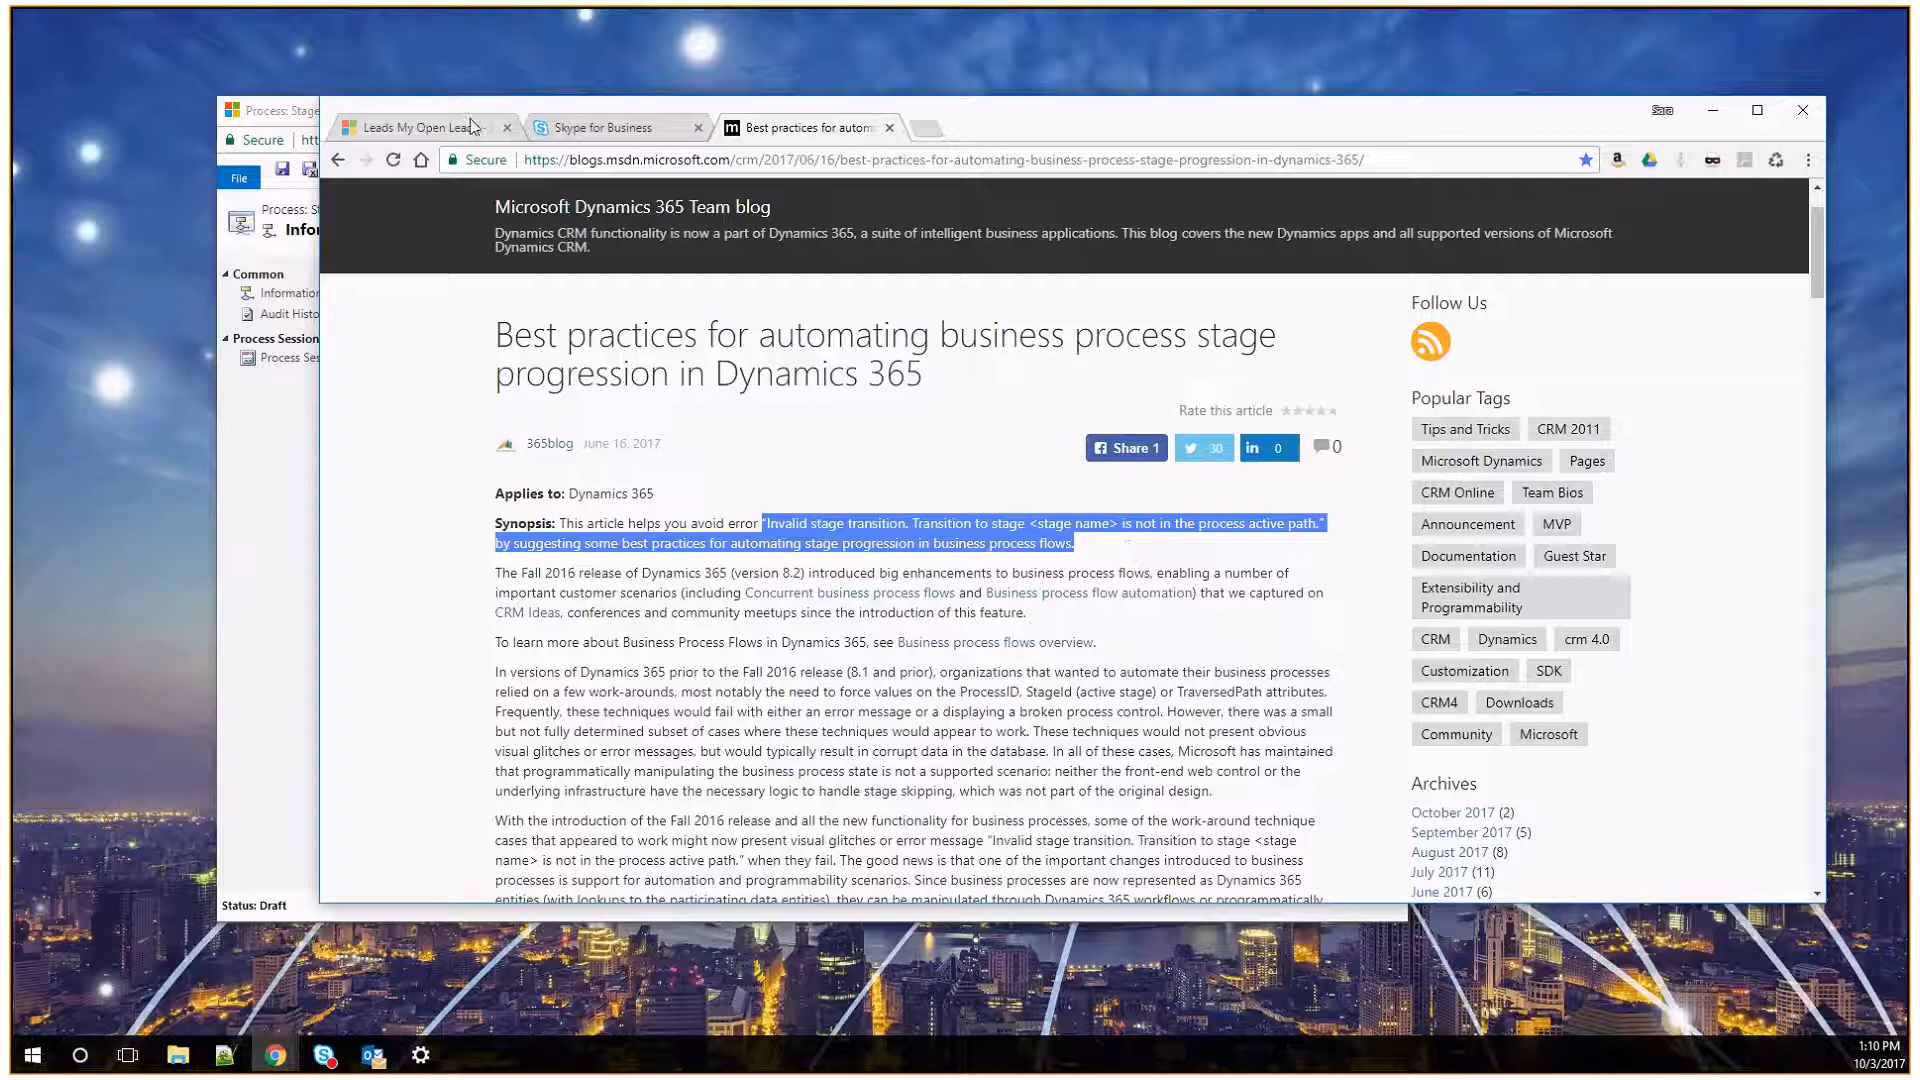 Process: Stage
Secure
File
Process: S
Common
Audit Histo
Process Session
Process Ses
Status: Draft
Leads My Open Lea
Skype for Business
Best practices for autom
Sara
Secure
https://blogs.msdn.microsoft.com/crm/2017/06/16/best-practices-for-automating-business-process-stage-progression-in-dynamics-365/
Microsoft Dynamics 365 Team blog
Dynamics CRM functionality is now a part of Dynamics 365, a suite of intelligent business applications. This blog covers the new Dynamics apps and all supported versions of Microsoft
Dynamics CRM.
Best practices for automating business process stage
progression in Dynamics 365
Rate this article
365blog June 16, 2017
Share 1
30
in 0
0
Applies to: Dynamics 365
Synopsis: This article helps you avoid error “Invalid stage transition. Transition to stage <stage name> is not in the process active path.”
by suggesting some best practices for automating stage progression in business process flows.
The Fall 2016 release of Dynamics 365 (version 8.2) introduced big enhancements to business process flows, enabling a number of
important customer scenarios (including Concurrent business process flows and Business process flow automation) that we captured on
CRM Ideas, conferences and community meetups since the introduction of this feature.
To learn more about Business Process Flows in Dynamics 365, see Business process flows overview.
In versions of Dynamics 365 prior to the Fall 2016 release (8.1 and prior), organizations that wanted to automate their business processes
relied on a few work-arounds, most notably the need to force values on the ProcessID, StageId (active stage) or TraversedPath attributes.
Frequently, these techniques would fail with either an error message or a displaying a broken process control. However, there was a small
but not fully determined subset of cases where these techniques would appear to work. These techniques would not present obvious
visual glitches or error messages, but would typically result in corrupt data in the database. In all of these cases, Microsoft has maintained
that programmatically manipulating the business process state is not a supported scenario: neither the front-end web control or the
underlying infrastructure have the necessary logic to handle stage skipping, which was not part of the original design.
With the introduction of the Fall 2016 release and all the new functionality for business processes, some of the work-around technique
cases that appeared to work might now present visual glitches or error message “Invalid stage transition. Transition to stage <stage
name> is not in the process active path.” when they fail. The good news is that one of the important changes introduced to business
processes is support for automation and programmability scenarios. Since business processes are now represented as Dynamics 365
entities (with lookups to the participating data entities), they can be manipulated through Dynamics 365 workflows or programmatically,
Follow Us
Popular Tags
Tips and Tricks CRM 2011
Microsoft Dynamics Pages
CRM Online Team Bios
Announcement MVP
Documentation Guest Star
Extensibility and
Programmability
CRM Dynamics crm 4.0
Customization SDK
CRM4 Downloads
Community Microsoft
Archives
October 2017 (2)
September 2017 (5)
August 2017 (8)
July 2017 (11)
June 2017 (6)
1:10 PM
10/3/2017